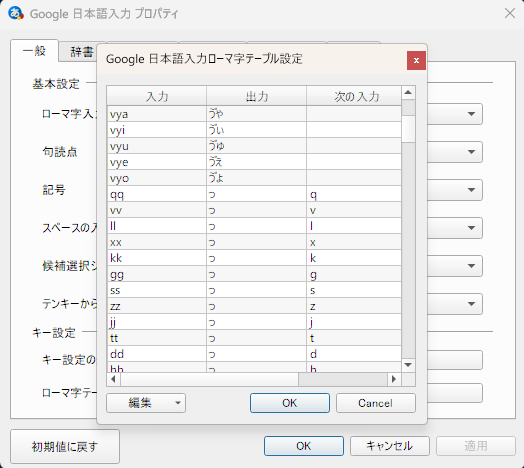 Google 日本語入力 プロパティ
一般 辞書
基本設定
ローマ字入
句読点
記号
スペースの入
候補選択シ
テンキーから
キー設定
キー設定の
ローマ字テー
初期値に戻す
OK キャンセル 適用
Google 日本語入力ローマ字テーブル設定
x
入力 出力 次の入力
vya ゔゃ
vyi ゔぃ
vyu ゔゅ
vye ゔぇ
vyo ゔょ
qq っ q
vv っ v
ll っ l
xx っ x
kk っ k
gg っ g
ss っ s
zz っ z
jj っ j
tt っ t
dd っ d
hh っ h
編集 OK Cancel